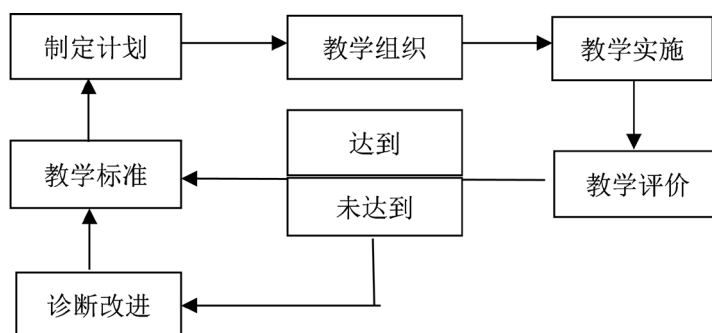 制定计划
教学组织
教学实施
达到
教学标准
教学评价
未达到
诊断改进